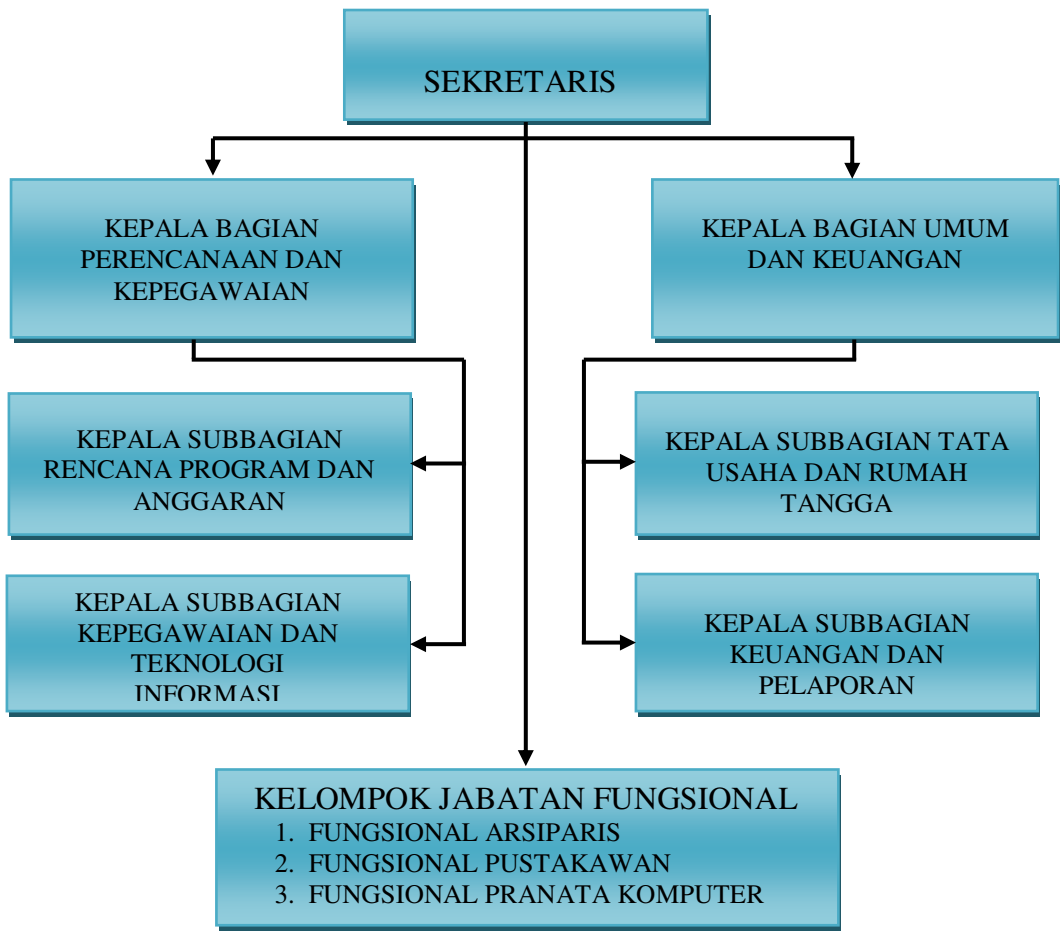 SEKRETARIS
KEPALA BAGIAN
PERENCANAAN DAN
KEPEGAWAIAN
KEPALA BAGIAN UMUM
DAN KEUANGAN
KEPALA SUBBAGIAN
RENCANA PROGRAM DAN
ANGGARAN
KEPALA SUBBAGIAN TATA
USAHA DAN RUMAH
TANGGA
KEPALA SUBBAGIAN
KEPEGAWAIAN DAN
TEKNOLOGI
INFORMASI
KEPALA SUBBAGIAN
KEUANGAN DAN
PELAPORAN
KELOMPOK JABATAN FUNGSIONAL
1. FUNGSIONAL ARSIPARIS
2. FUNGSIONAL PUSTAKAWAN
3. FUNGSIONAL PRANATA KOMPUTER